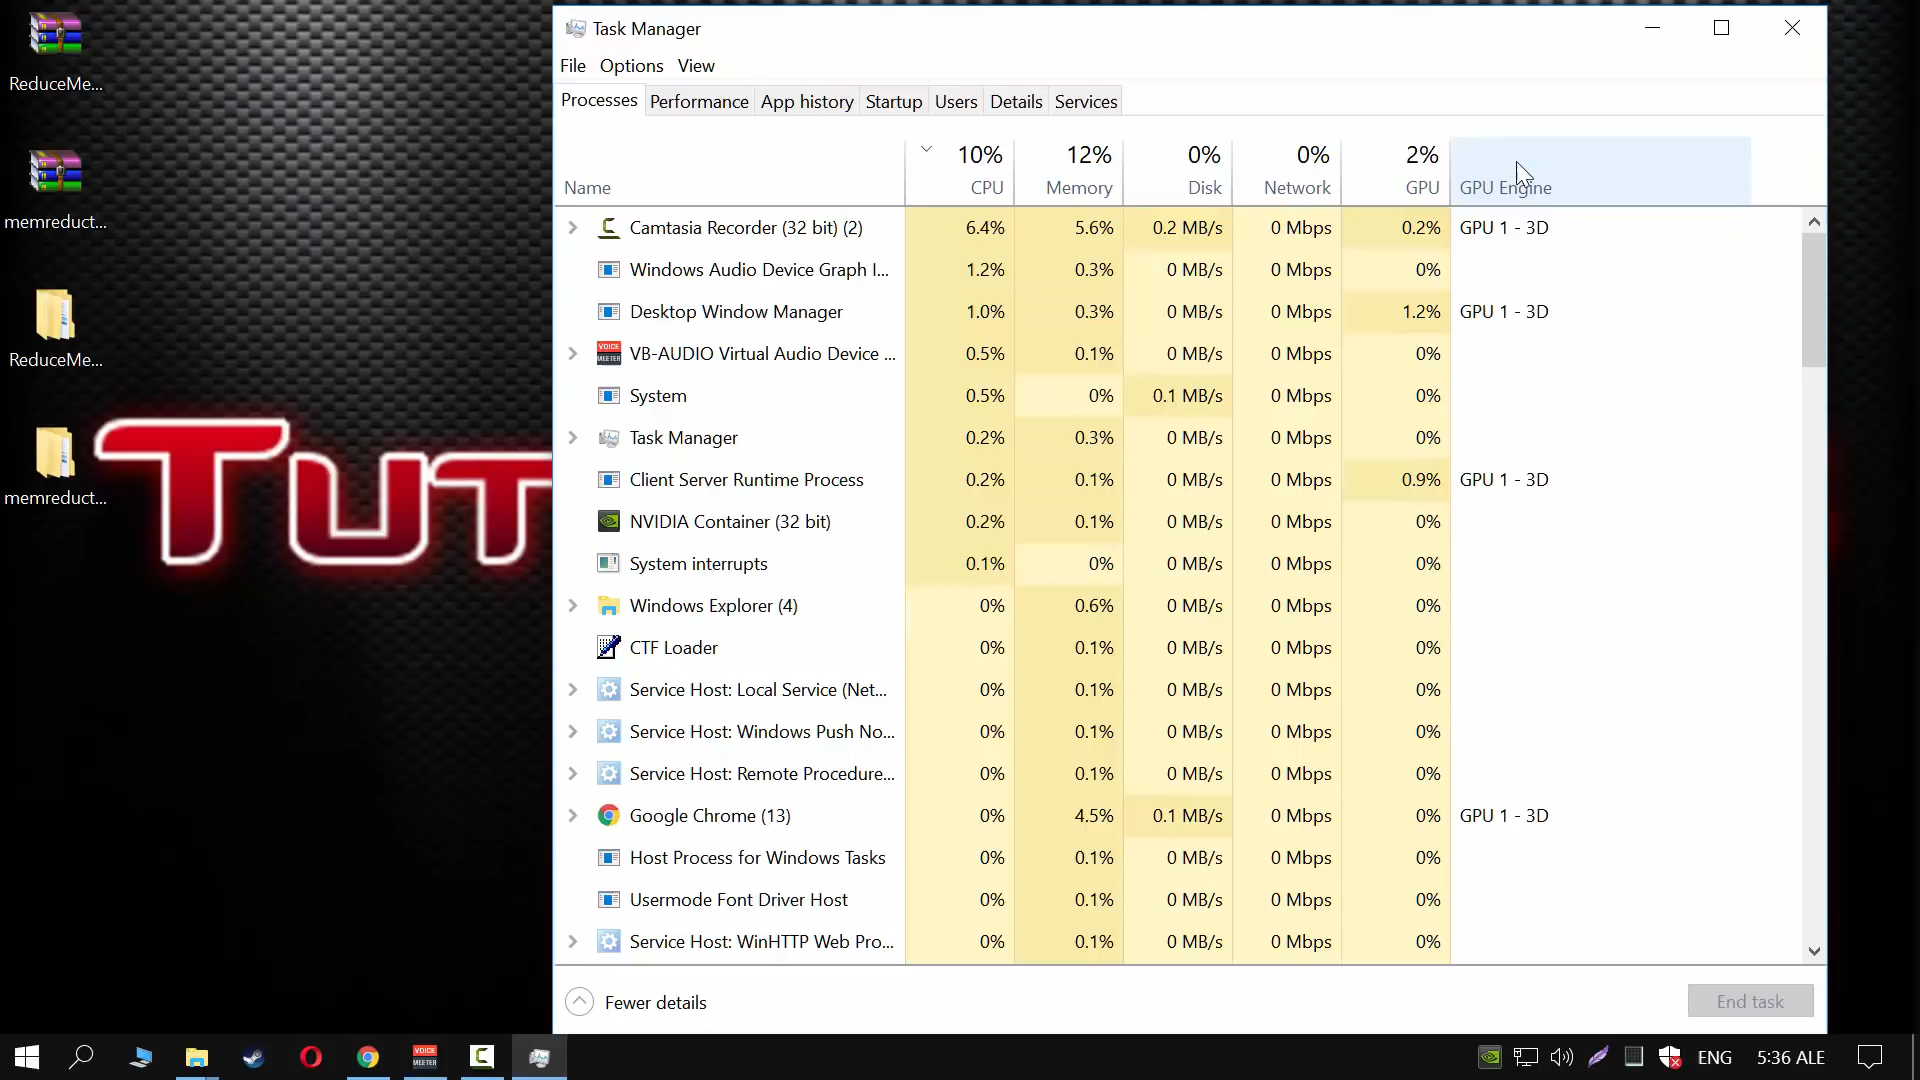 ReduceMe...
memreduct...
ReduceMe...
memreduct...
Tut
Task Manager
File Options View
Processes Performance App history Startup Users Details Services
10% 12% 0% 0% 2%
Name CPU Memory Disk Network GPU GPU Engine
Camtasia Recorder (32 bit) (2) 6.4% 5.6% 0.2 MB/s 0 Mbps 0.2% GPU 1 - 3D
Windows Audio Device Graph I... 1.2% 0.3% 0 MB/s 0 Mbps 0%
Desktop Window Manager 1.0% 0.3% 0 MB/s 0 Mbps 1.2% GPU 1 - 3D
VOICE MEETER VB-AUDIO Virtual Audio Device ... 0.5% 0.1% 0 MB/s 0 Mbps 0%
System 0.5% 0% 0.1 MB/s 0 Mbps 0%
Task Manager 0.2% 0.3% 0 MB/s 0 Mbps 0%
Client Server Runtime Process 0.2% 0.1% 0 MB/s 0 Mbps 0.9% GPU 1 - 3D
NVIDIA Container (32 bit) 0.2% 0.1% 0 MB/s 0 Mbps 0%
System interrupts 0.1% 0% 0 MB/s 0 Mbps 0%
Windows Explorer (4) 0% 0.6% 0 MB/s 0 Mbps 0%
CTF Loader 0% 0.1% 0 MB/s 0 Mbps 0%
Service Host: Local Service (Net... 0% 0.1% 0 MB/s 0 Mbps 0%
Service Host: Windows Push No... 0% 0.1% 0 MB/s 0 Mbps 0%
Service Host: Remote Procedure... 0% 0.1% 0 MB/s 0 Mbps 0%
Google Chrome (13) 0% 4.5% 0.1 MB/s 0 Mbps 0% GPU 1 - 3D
Host Process for Windows Tasks 0% 0.1% 0 MB/s 0 Mbps 0%
Usermode Font Driver Host 0% 0.1% 0 MB/s 0 Mbps 0%
Service Host: WinHTTP Web Pro... 0% 0.1% 0 MB/s 0 Mbps 0%
Fewer details End task
VOICE MEETER ENG 5:36 ALE